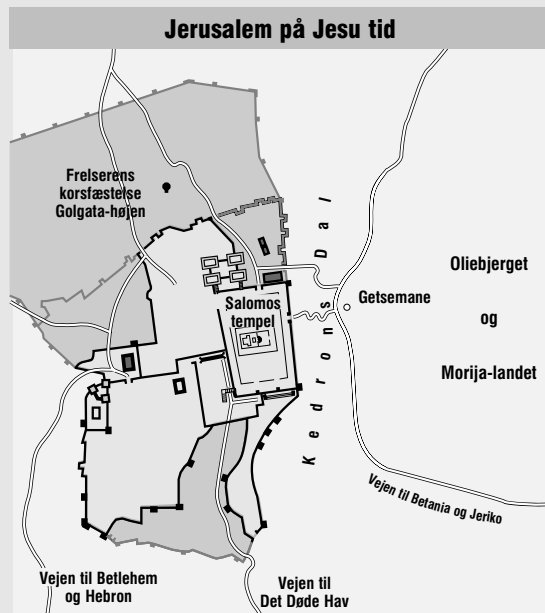 Jerusalem på Jesu tid
Frelserens
korsfæstelse
Golgata-højen
Kedrons Dal
Oliebjerget
Getsemane
Salomos
tempel
og
Morija-landet
Vejen til Betania og Jeriko
Vejen til Betlehem
og Hebron
Vejen til
Det Døde Hav